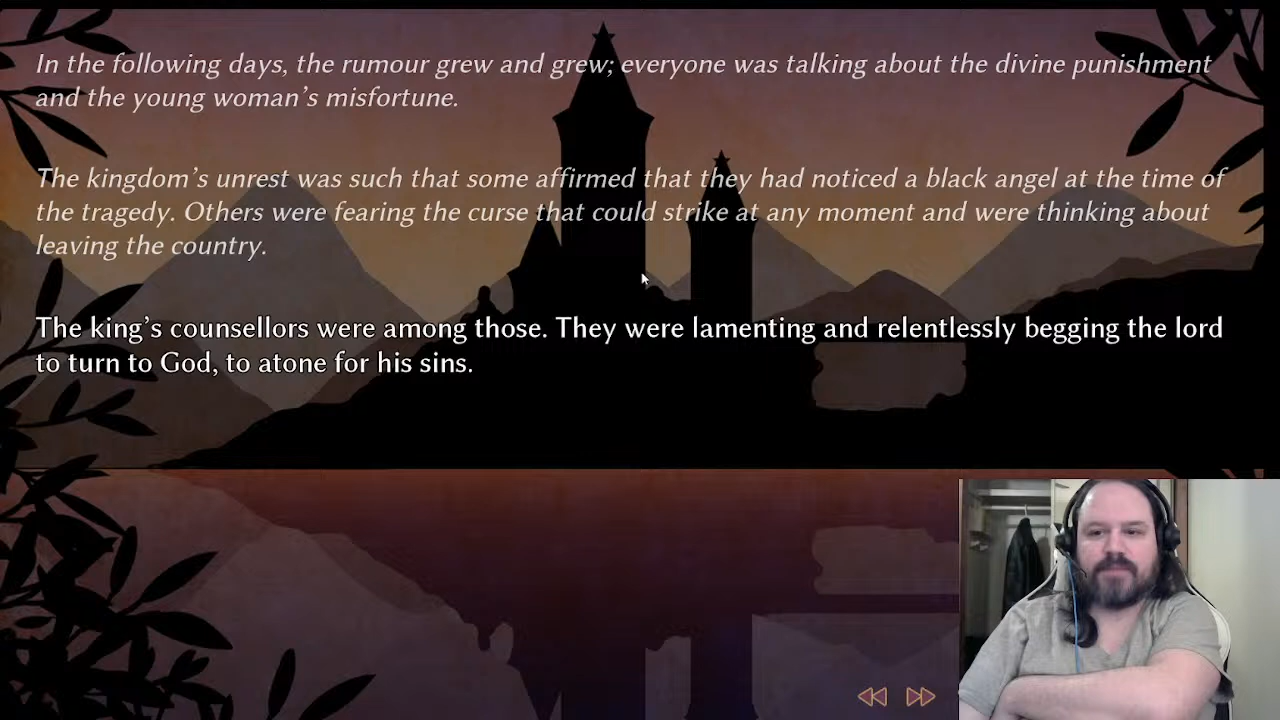 In the following days, the rumour grew and grew; everyone was talking about the divine punishment
and the young woman's misfortune.
The kingdom's unrest was such that some affirmed that they had noticed a black angel at the time of
the tragedy. Others were fearing the curse that could strike at any moment and were thinking about
leaving the country.
The king's counsellors were among those. They were lamenting and relentlessly begging the lord
to turn to God, to atone for his sins.